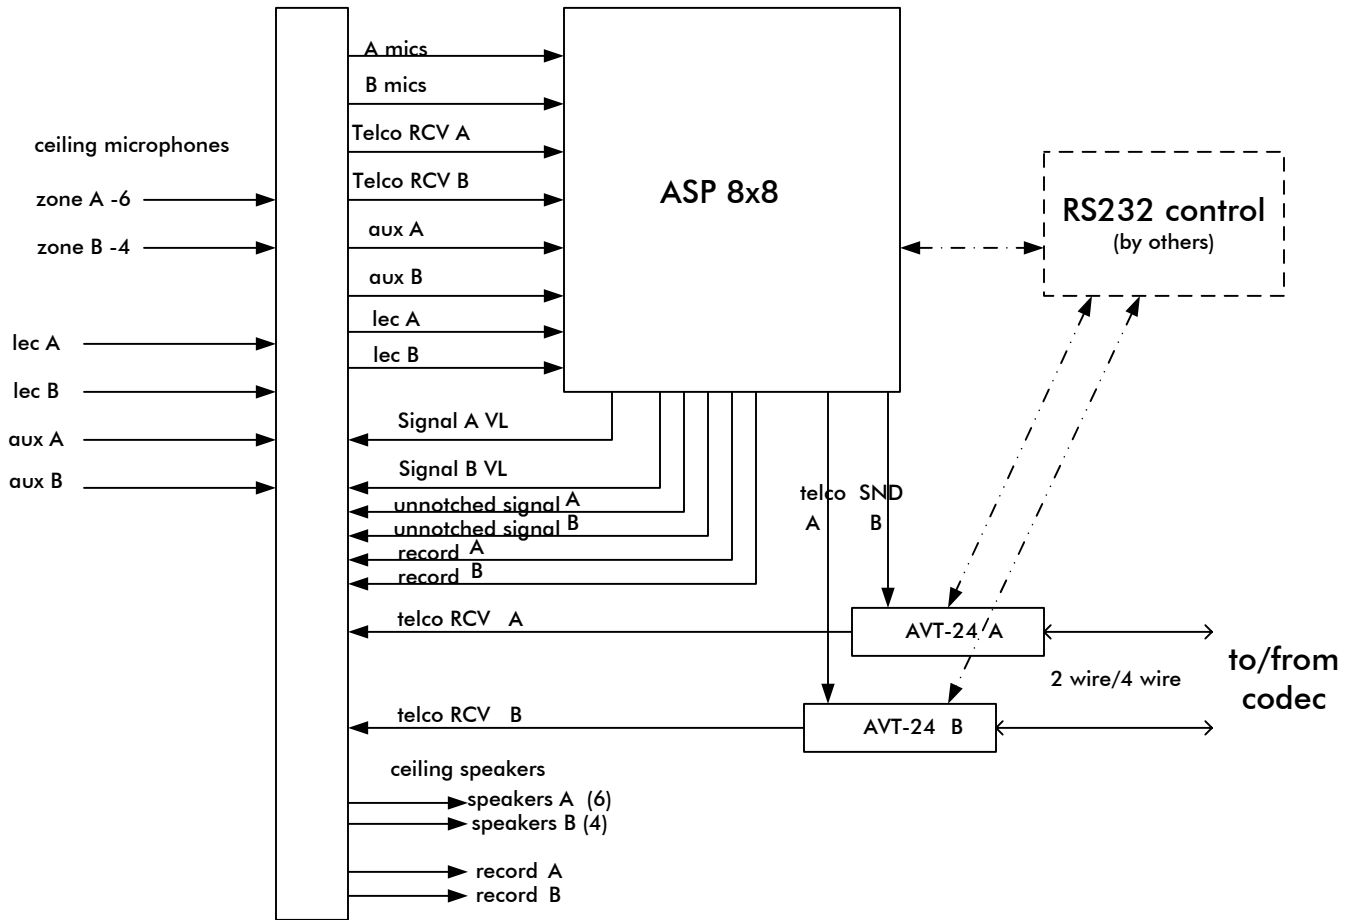 A mics
B mics
Telco RCV A
Telco RCV B
aux A
aux B
lec A
lec B
ceiling microphones
zone A -6
zone B -4
lec A
lec B
aux A
aux B
ASP 8x8
RS232 control
(by others)
Signal A VL
Signal B VL
unnotched signal A
unnotched signal B
record A
record B
telco SND
A B
telco RCV A
telco RCV B
AVT-24 A
AVT-24 B
2 wire/4 wire
to/from
codec
ceiling speakers
speakers A (6)
speakers B (4)
record A
record B